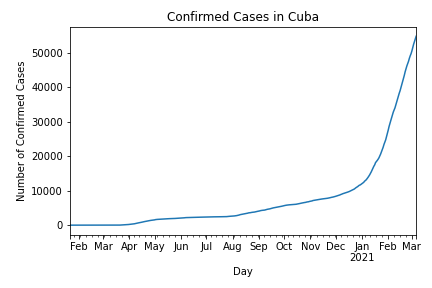 Confirmed Cases in Cuba
Number of Confirmed Cases
50000
40000
30000
20000
10000
0
Feb Mar Apr May Jun Jul Aug Sep Oct Nov Dec Jan Feb Mar
2021
Day